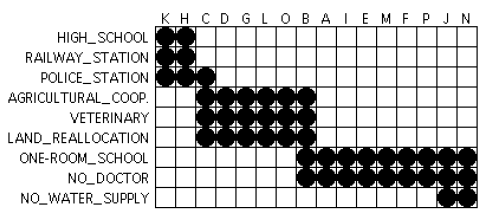 K H C D G L O B A I E M F P J N
HIGH_SCHOOL
RAILWAY_STATION
POLICE_STATION
AGRICULTURAL_COOP.
VETERINARY
LAND_REALLOCATION
ONE-ROOM_SCHOOL
NO_DOCTOR
NO_WATER_SUPPLY